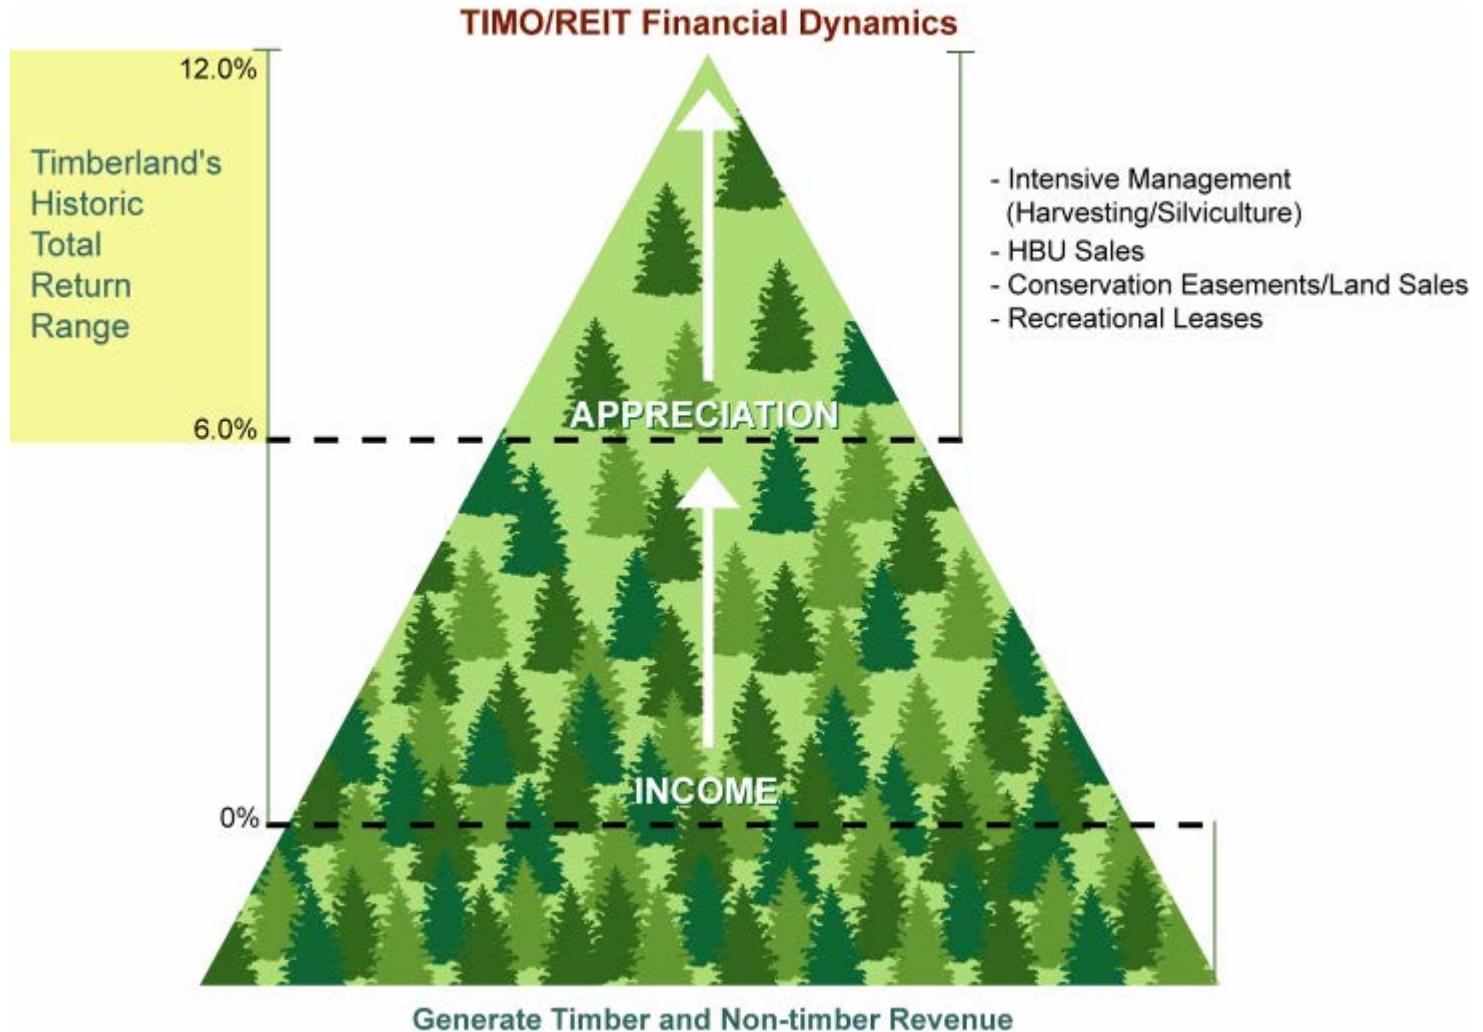 TIMO/REIT Financial Dynamics
12.0%
Timberland's
Historic
Total
Return
Range
- Intensive Management
(Harvesting/Silviculture)
- HBU Sales
- Conservation Easements/Land Sales
- Recreational Leases
APPRECIATION
6.0%
INCOME
0%
Generate Timber and Non-timber Revenue